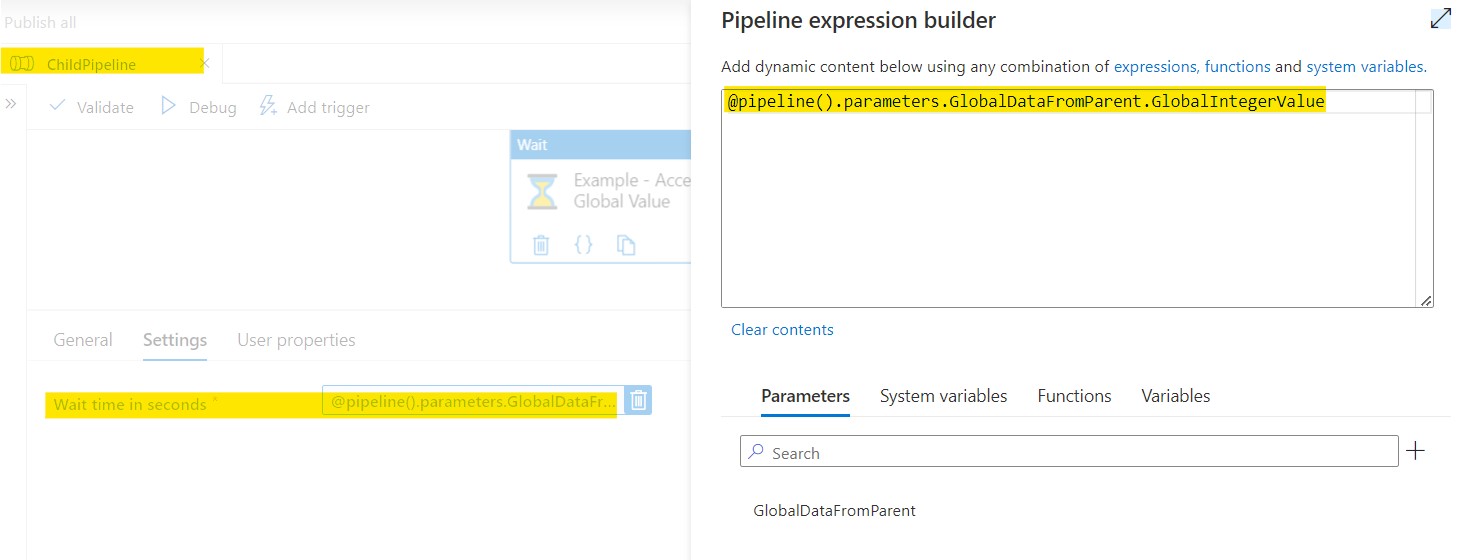 Publish all
ChildPipeline
Validate Debug Add trigger
Wait
Example - Acce
Global Value
General Settings User properties
Wait time in seconds *
@pipeline().parameters.GlobalDataFr...
Pipeline expression builder
Add dynamic content below using any combination of expressions, functions and system variables.
@pipeline().parameters.GlobalDataFromParent.GlobalIntegerValue
Clear contents
Parameters System variables Functions Variables
Search
GlobalDataFromParent